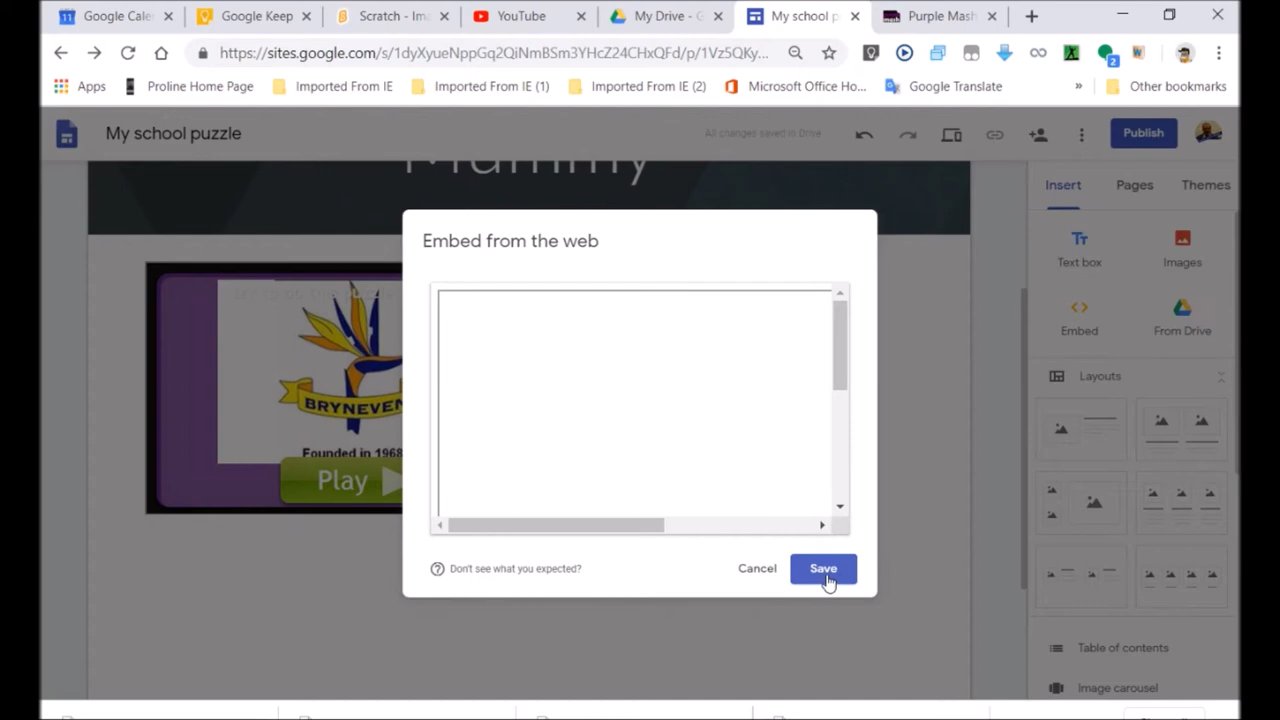 Google Cale
Google Keep
Scratch - Ima
YouTube
My Drive - G
My school p
Purple Mash
https://sites.google.com/s/1dyXyueNppGq2QiNmBSm3YHcZ24CHxQFd/p/1Vz5QKy...
2
Apps
Proline Home Page
Imported From IE
Imported From IE (1)
Imported From IE (2)
Microsoft Office Ho...
Google Translate
»
Other bookmarks
My school puzzle
All changes saved in Drive
Publish
Mummy
Insert
Pages
Themes
Embed from the web
Tt
Text box
Images
Embed
From Drive
BRYNEVEN
Layouts
Founded in 1968
Play
Don't see what you expected?
Cancel
Save
Table of contents
Image carousel